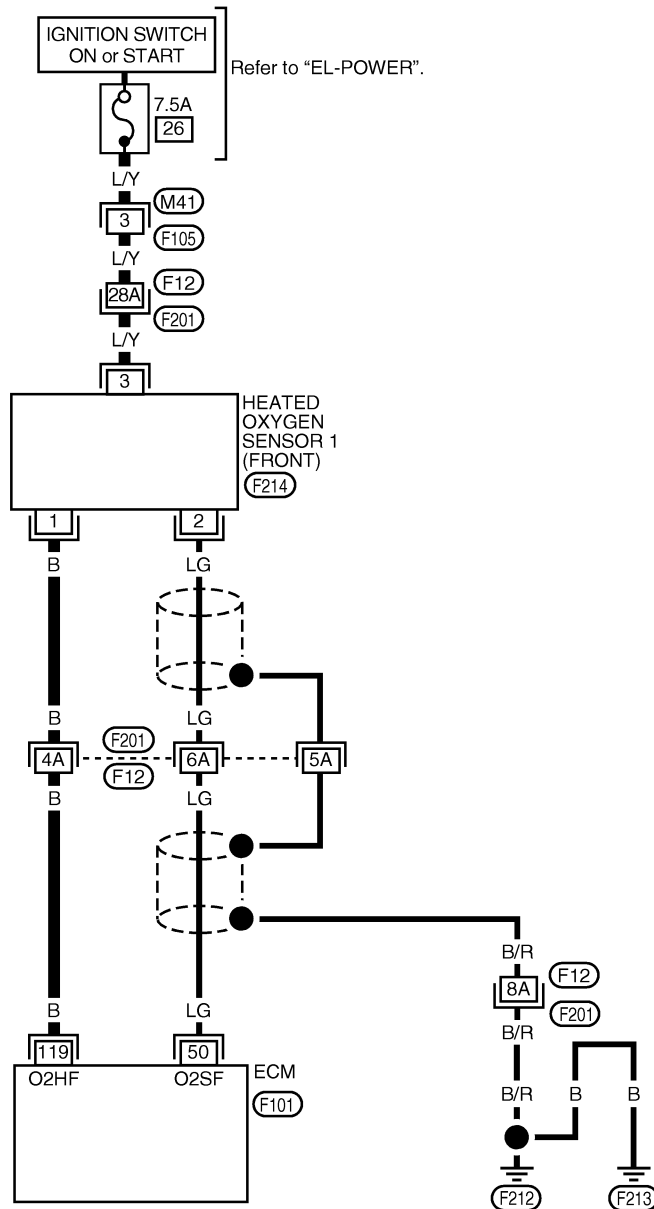 IGNITION SWITCH
ON or START
Refer to “EL-POWER”.
7.5A
26
L/Y
M41
3
F105
L/Y
F12
28A
F201
L/Y
3
HEATED
OXYGEN
SENSOR 1
(FRONT)
F214
1 2
B LG
B LG
F201
4A 6A 5A
F12
B LG
B/R
F12
8A
F201
B LG
B/R
119 50
O2HF O2SF
ECM
F101
B/R B B
F212 F213